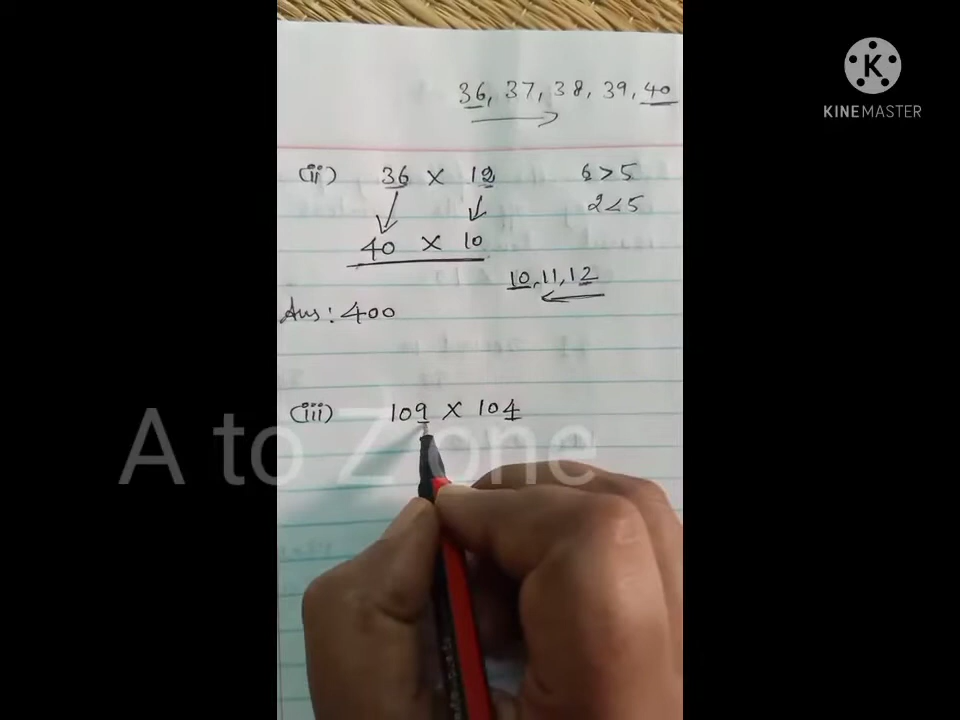 36, 37, 38, 39, 40
KINEMASTER
(ii) 36 x 12 6 > 5
2 < 5
40 x 10
10, 11, 12
Ans: 400
(iii) 109 x 104
A to Zone